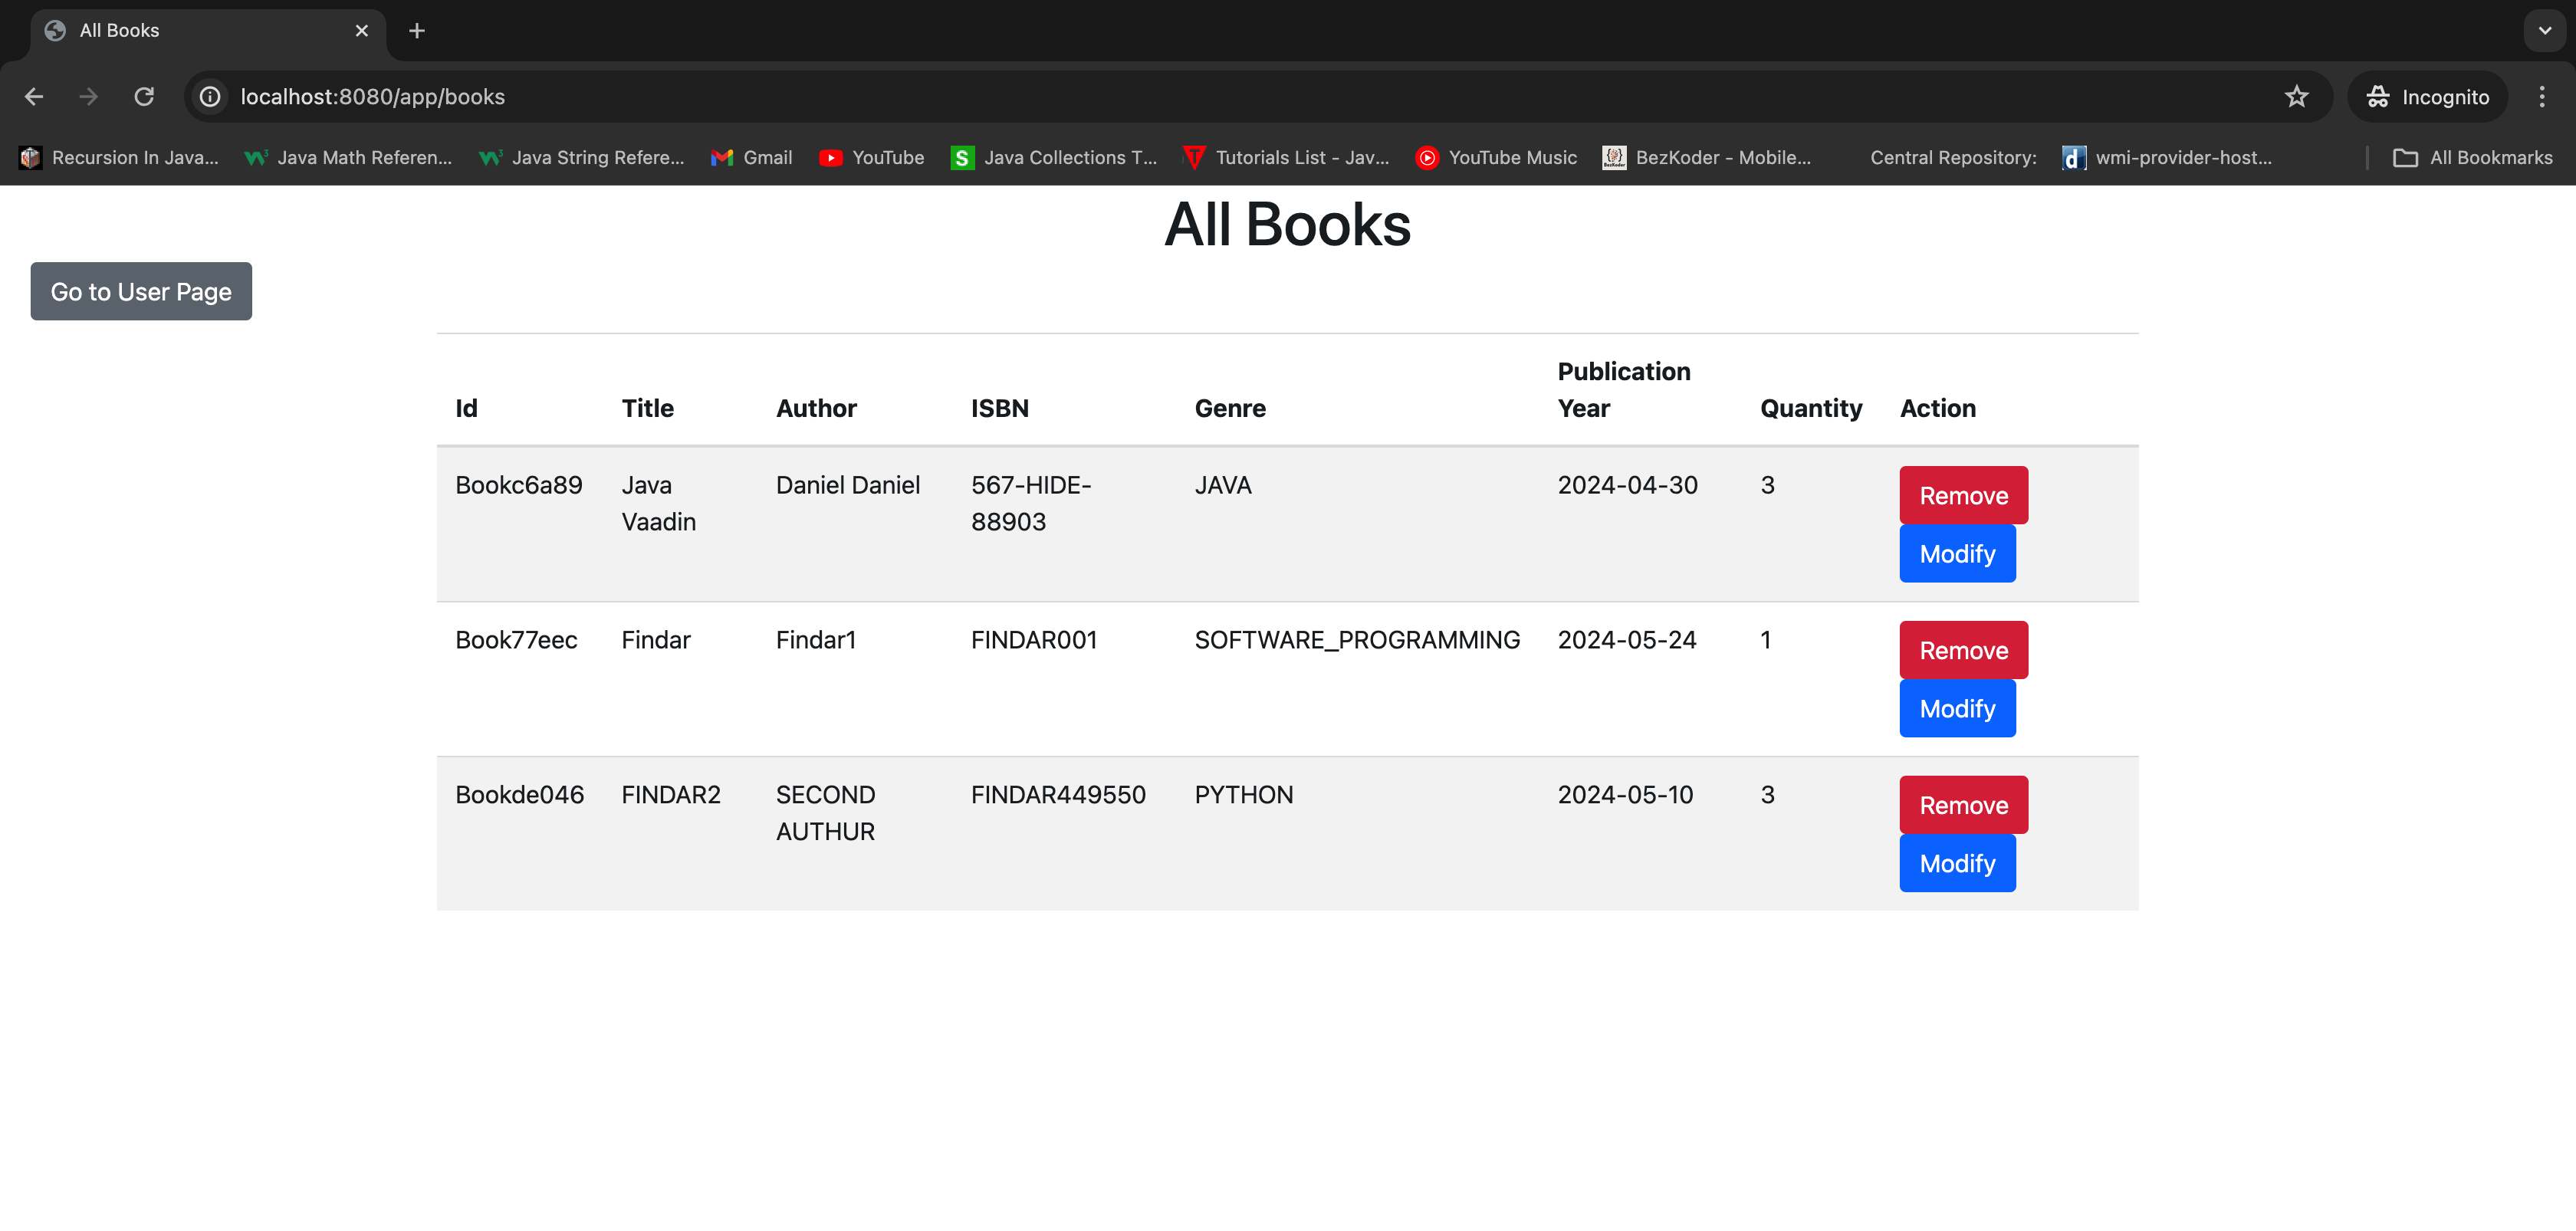 All Books
localhost:8080/app/books
Incognito
Recursion In Java... Java Math Referen... Java String Refere... Gmail YouTube Java Collections T... Tutorials List - Jav... YouTube Music BezKoder - Mobile... Central Repository: wmi-provider-host... All Bookmarks
All Books
Go to User Page
Id Title Author ISBN Genre Publication Year Quantity Action
Bookc6a89 Java Vaadin Daniel Daniel 567-HIDE-88903 JAVA 2024-04-30 3 Remove
Modify
Book77eec Findar Findar1 FINDAR001 SOFTWARE_PROGRAMMING 2024-05-24 1 Remove
Modify
Bookde046 FINDAR2 SECOND AUTHUR FINDAR449550 PYTHON 2024-05-10 3 Remove
Modify